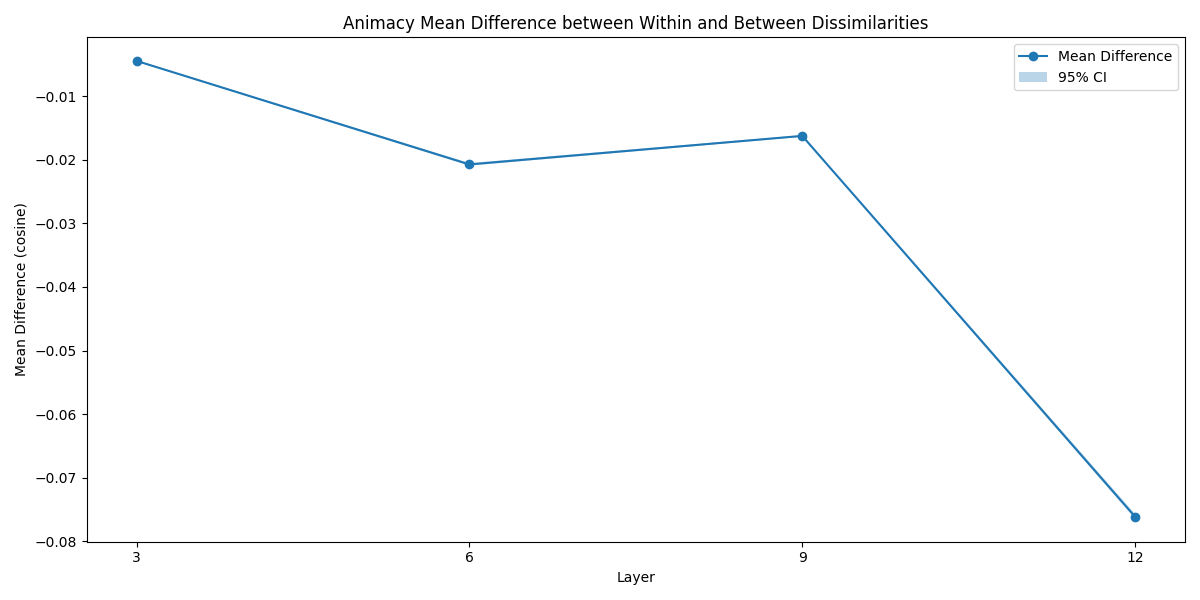 Animacy Mean Difference between Within and Between Dissimilarities
Mean Difference
95% CI
−0.01
−0.02
−0.03
−0.04
−0.05
−0.06
−0.07
−0.08
Mean Difference (cosine)
3
6
9
12
Layer